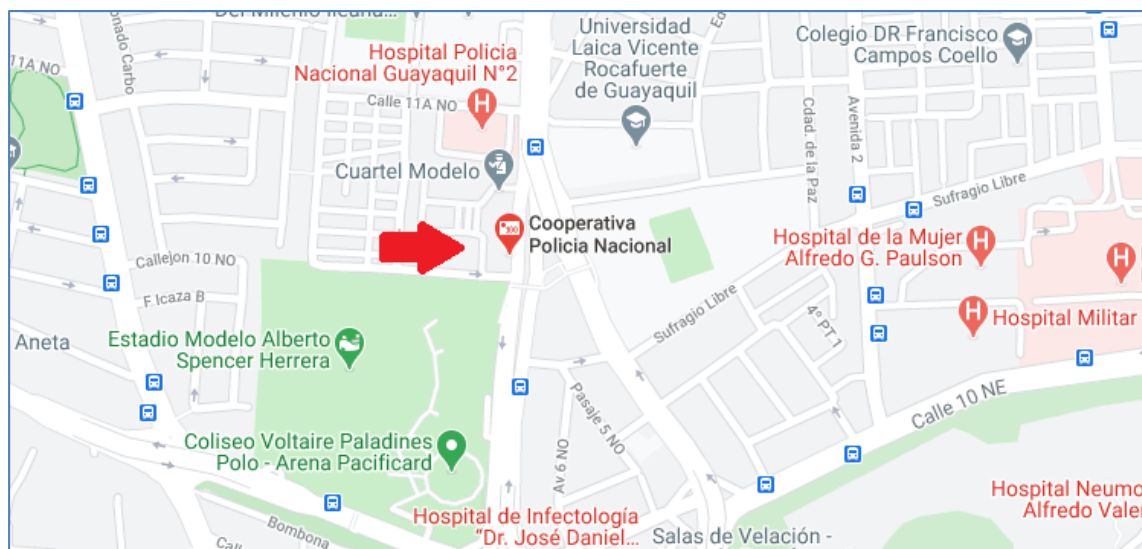 Del Milenio Ileana...
Universidad
Laica Vicente
Rocafuerte
de Guayaquil
Colegio DR Francisco
Campos Coello
Hospital Policia
Nacional Guayaquil N°2
11A NO
Calle 11A NO
Cdad. de la Paz
Avenida 2
Cuartel Modelo
Sufragio Libre
Cooperativa
Policia Nacional
Hospital de la Mujer
Alfredo G. Paulson
Callejon 10 NO
F Icaza B
Sufragio Libre
4° PT 1
Hospital Militar
Aneta
Estadio Modelo Alberto
Spencer Herrera
Pasaje 5 NO
Calle 10 NE
Coliseo Voltaire Paladines
Polo - Arena Pacificard
Av 6 NO
Hospital de Infectología
“Dr. José Daniel...
Salas de Velación -
Hospital Neumo
Alfredo Valer
Bombona
Cal